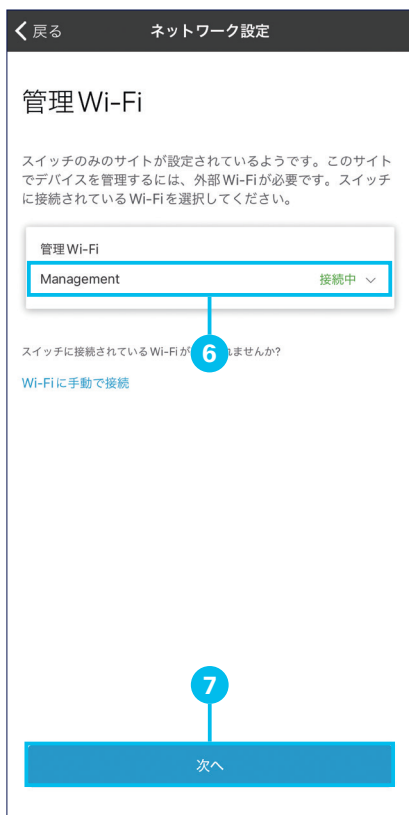 戻る ネットワーク設定
管理Wi-Fi
スイッチのみのサイトが設定されているようです。このサイト
でデバイスを管理するには、外部Wi-Fiが必要です。スイッチ
に接続されているWi-Fiを選択してください。
管理Wi-Fi
Management 接続中
6
スイッチに接続されているWi-Fiが れませんか?
Wi-Fiに手動で接続
7
次へ